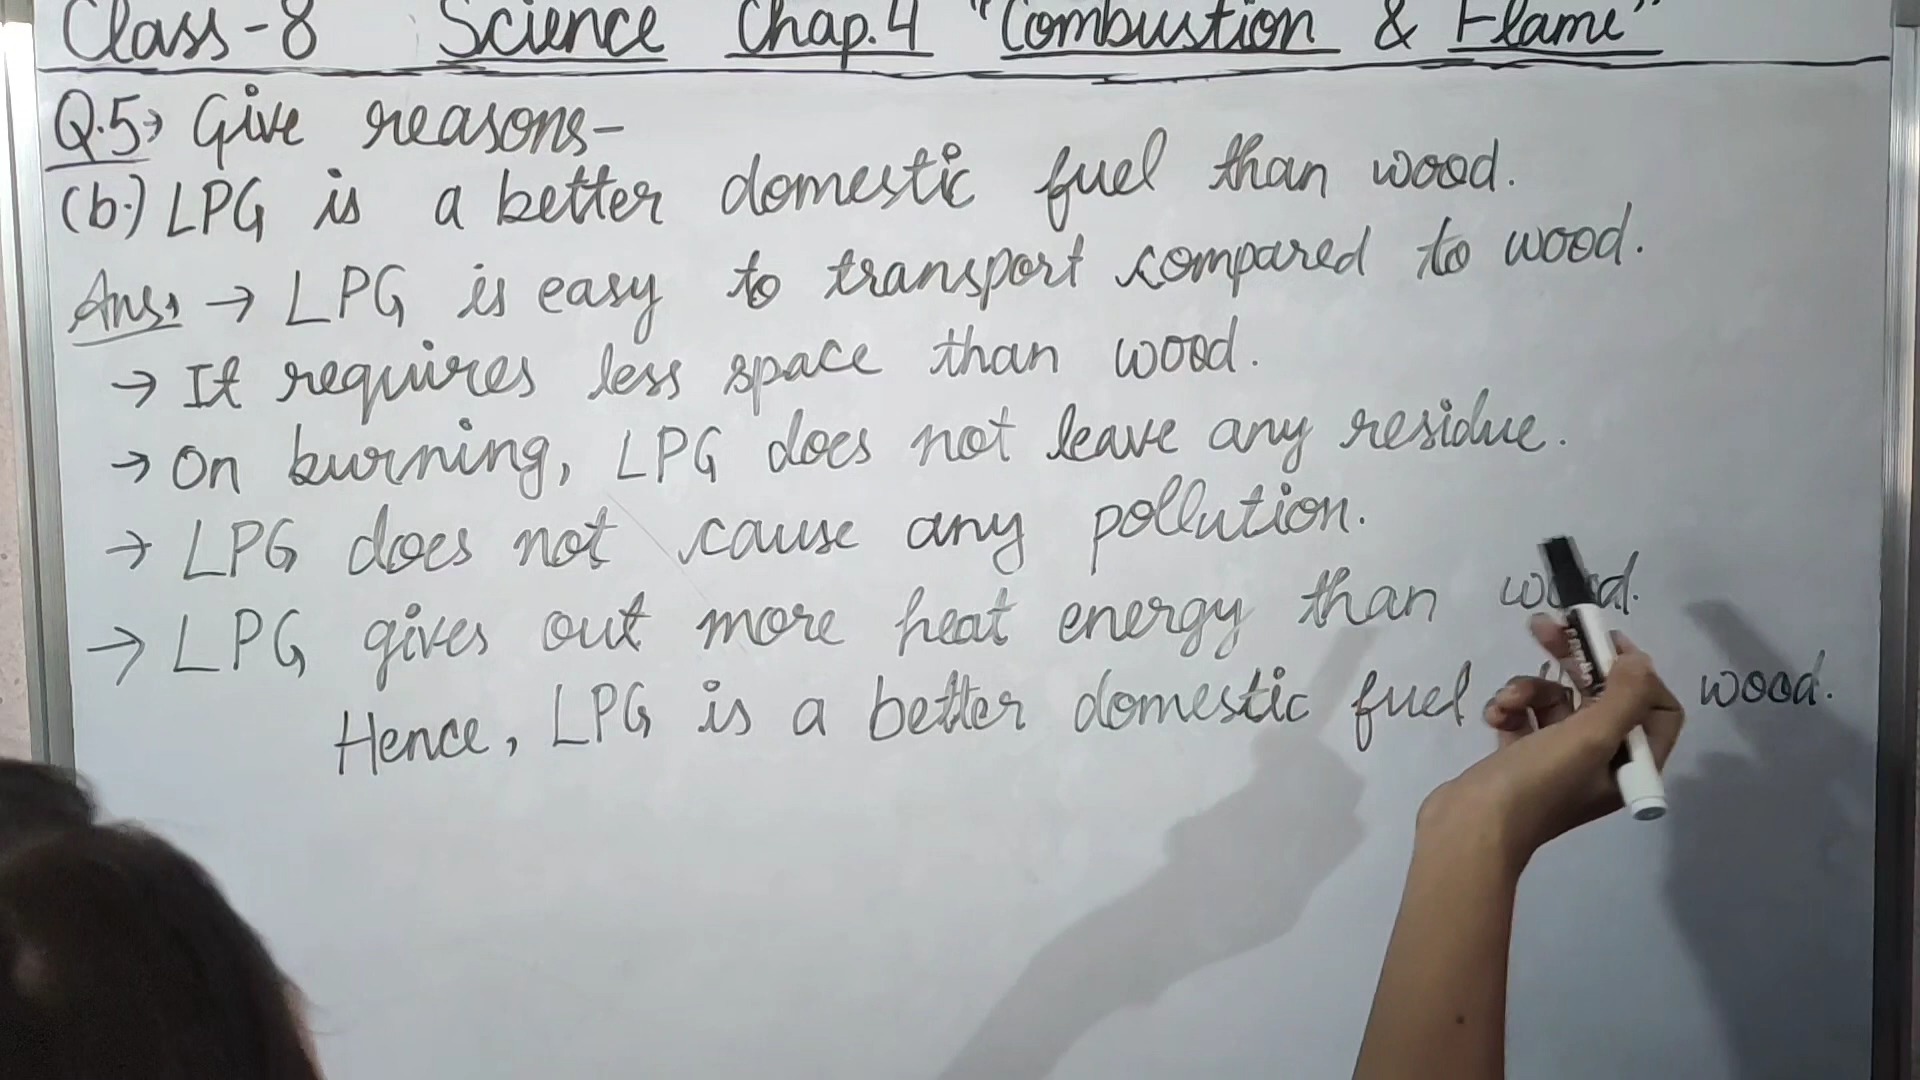 Class-8 Science Chap.4 "Combustion & Flame"
Q.5→ Give reasons-
(b.) LPG is a better domestic fuel than wood.
Ans→ → LPG is easy to transport compared to wood.
→ It requires less space than wood.
→ On burning, LPG does not leave any residue.
→ LPG does not cause any pollution.
→ LPG gives out more heat energy than wood.
Hence, LPG is a better domestic fuel wood.